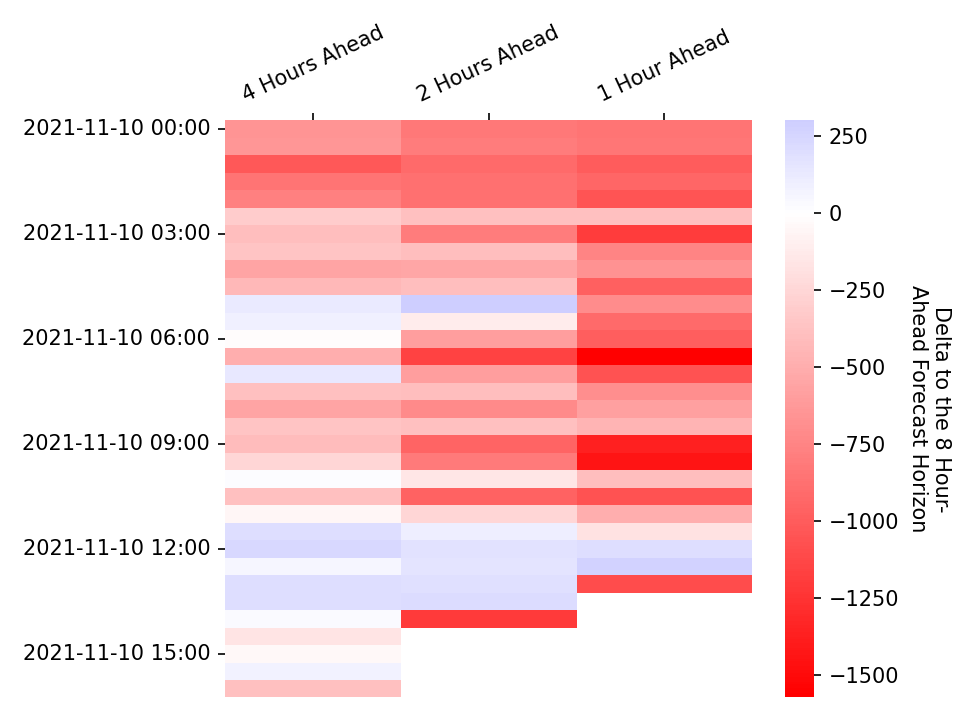 4 Hours Ahead
2 Hours Ahead
1 Hour Ahead
2021-11-10 00:00
2021-11-10 03:00
2021-11-10 06:00
2021-11-10 09:00
2021-11-10 12:00
2021-11-10 15:00
250
0
−250
−500
−750
−1000
−1250
−1500
Delta to the 8 Hour-
Ahead Forecast Horizon